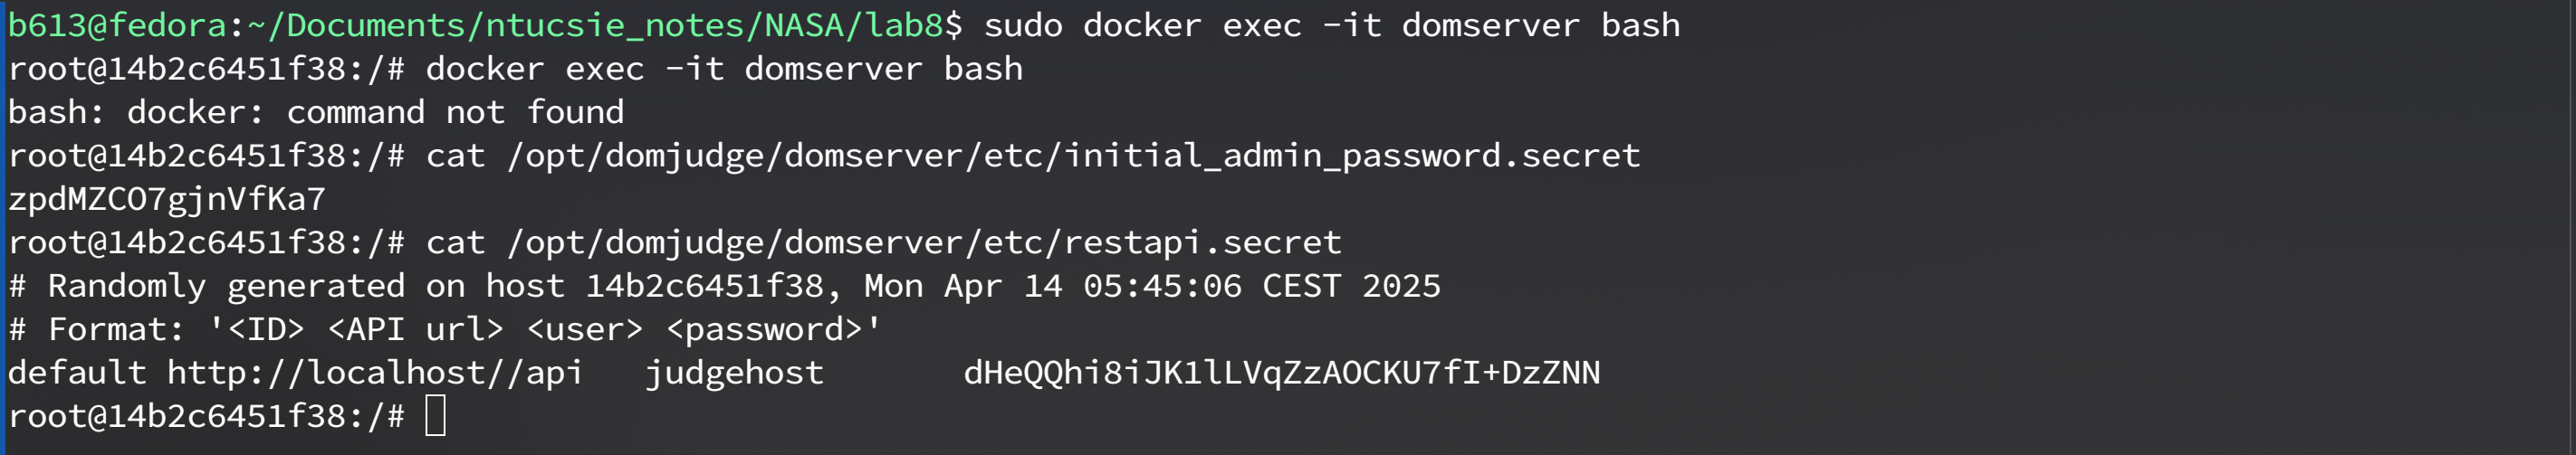 b613@fedora:~/Documents/ntucsie_notes/NASA/lab8$ sudo docker exec -it domserver bash
root@14b2c6451f38:/# docker exec -it domserver bash
bash: docker: command not found
root@14b2c6451f38:/# cat /opt/domjudge/domserver/etc/initial_admin_password.secret
zpdMZCO7gjnVfKa7
root@14b2c6451f38:/# cat /opt/domjudge/domserver/etc/restapi.secret
# Randomly generated on host 14b2c6451f38, Mon Apr 14 05:45:06 CEST 2025
# Format: '<ID> <API url> <user> <password>'
default http://localhost//api   judgehost       dHeQQhi8iJK1lLVqZzAOCKU7fI+DzZNN
root@14b2c6451f38:/#